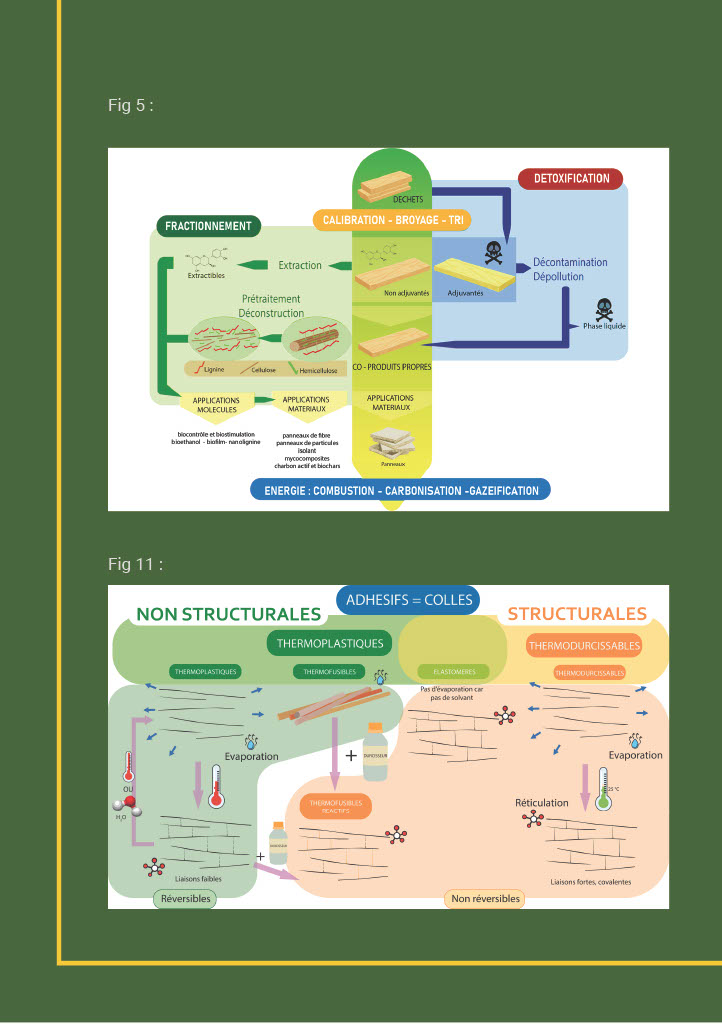 Fig 5 :
DETOXIFICATION
DECHETS
CALIBRATION - BROYAGE - TRI
FRACTIONNEMENT
Extraction
Extractibles
Non adjuvantés
Adjuvantés
Décontamination
Dépollution
Prétraitement
Déconstruction
Phase liquide
Lignine
Cellulose
Hemicellulose
CO - PRODUITS PROPRES
APPLICATIONS
MOLECULES
APPLICATIONS
MATERIAUX
APPLICATIONS
MATERIAUX
biocontrôle et biostimulation
bioethanol - biofilm- nanolignine
panneaux de fibre
panneaux de particules
isolant
mycocomposites
charbon actif et biochars
Panneaux
ENERGIE : COMBUSTION - CARBONISATION -GAZEIFICATION
Fig 11 :
ADHESIFS = COLLES
NON STRUCTURALES
STRUCTURALES
THERMOPLASTIQUES
THERMODURCISSABLES
THERMOPLASTIQUES
THERMOFUSIBLES
ELASTOMERES
THERMODURCISSABLES
Pas d'évaporation car
pas de solvant
Evaporation
+
DURCISSEUR
Evaporation
OU
H2O
25 °C
THERMOFUSIBLES
REACTIFS
Réticulation
+
DURCISSEUR
Liaisons faibles
Liaisons fortes, covalentes
Réversibles
Non réversibles